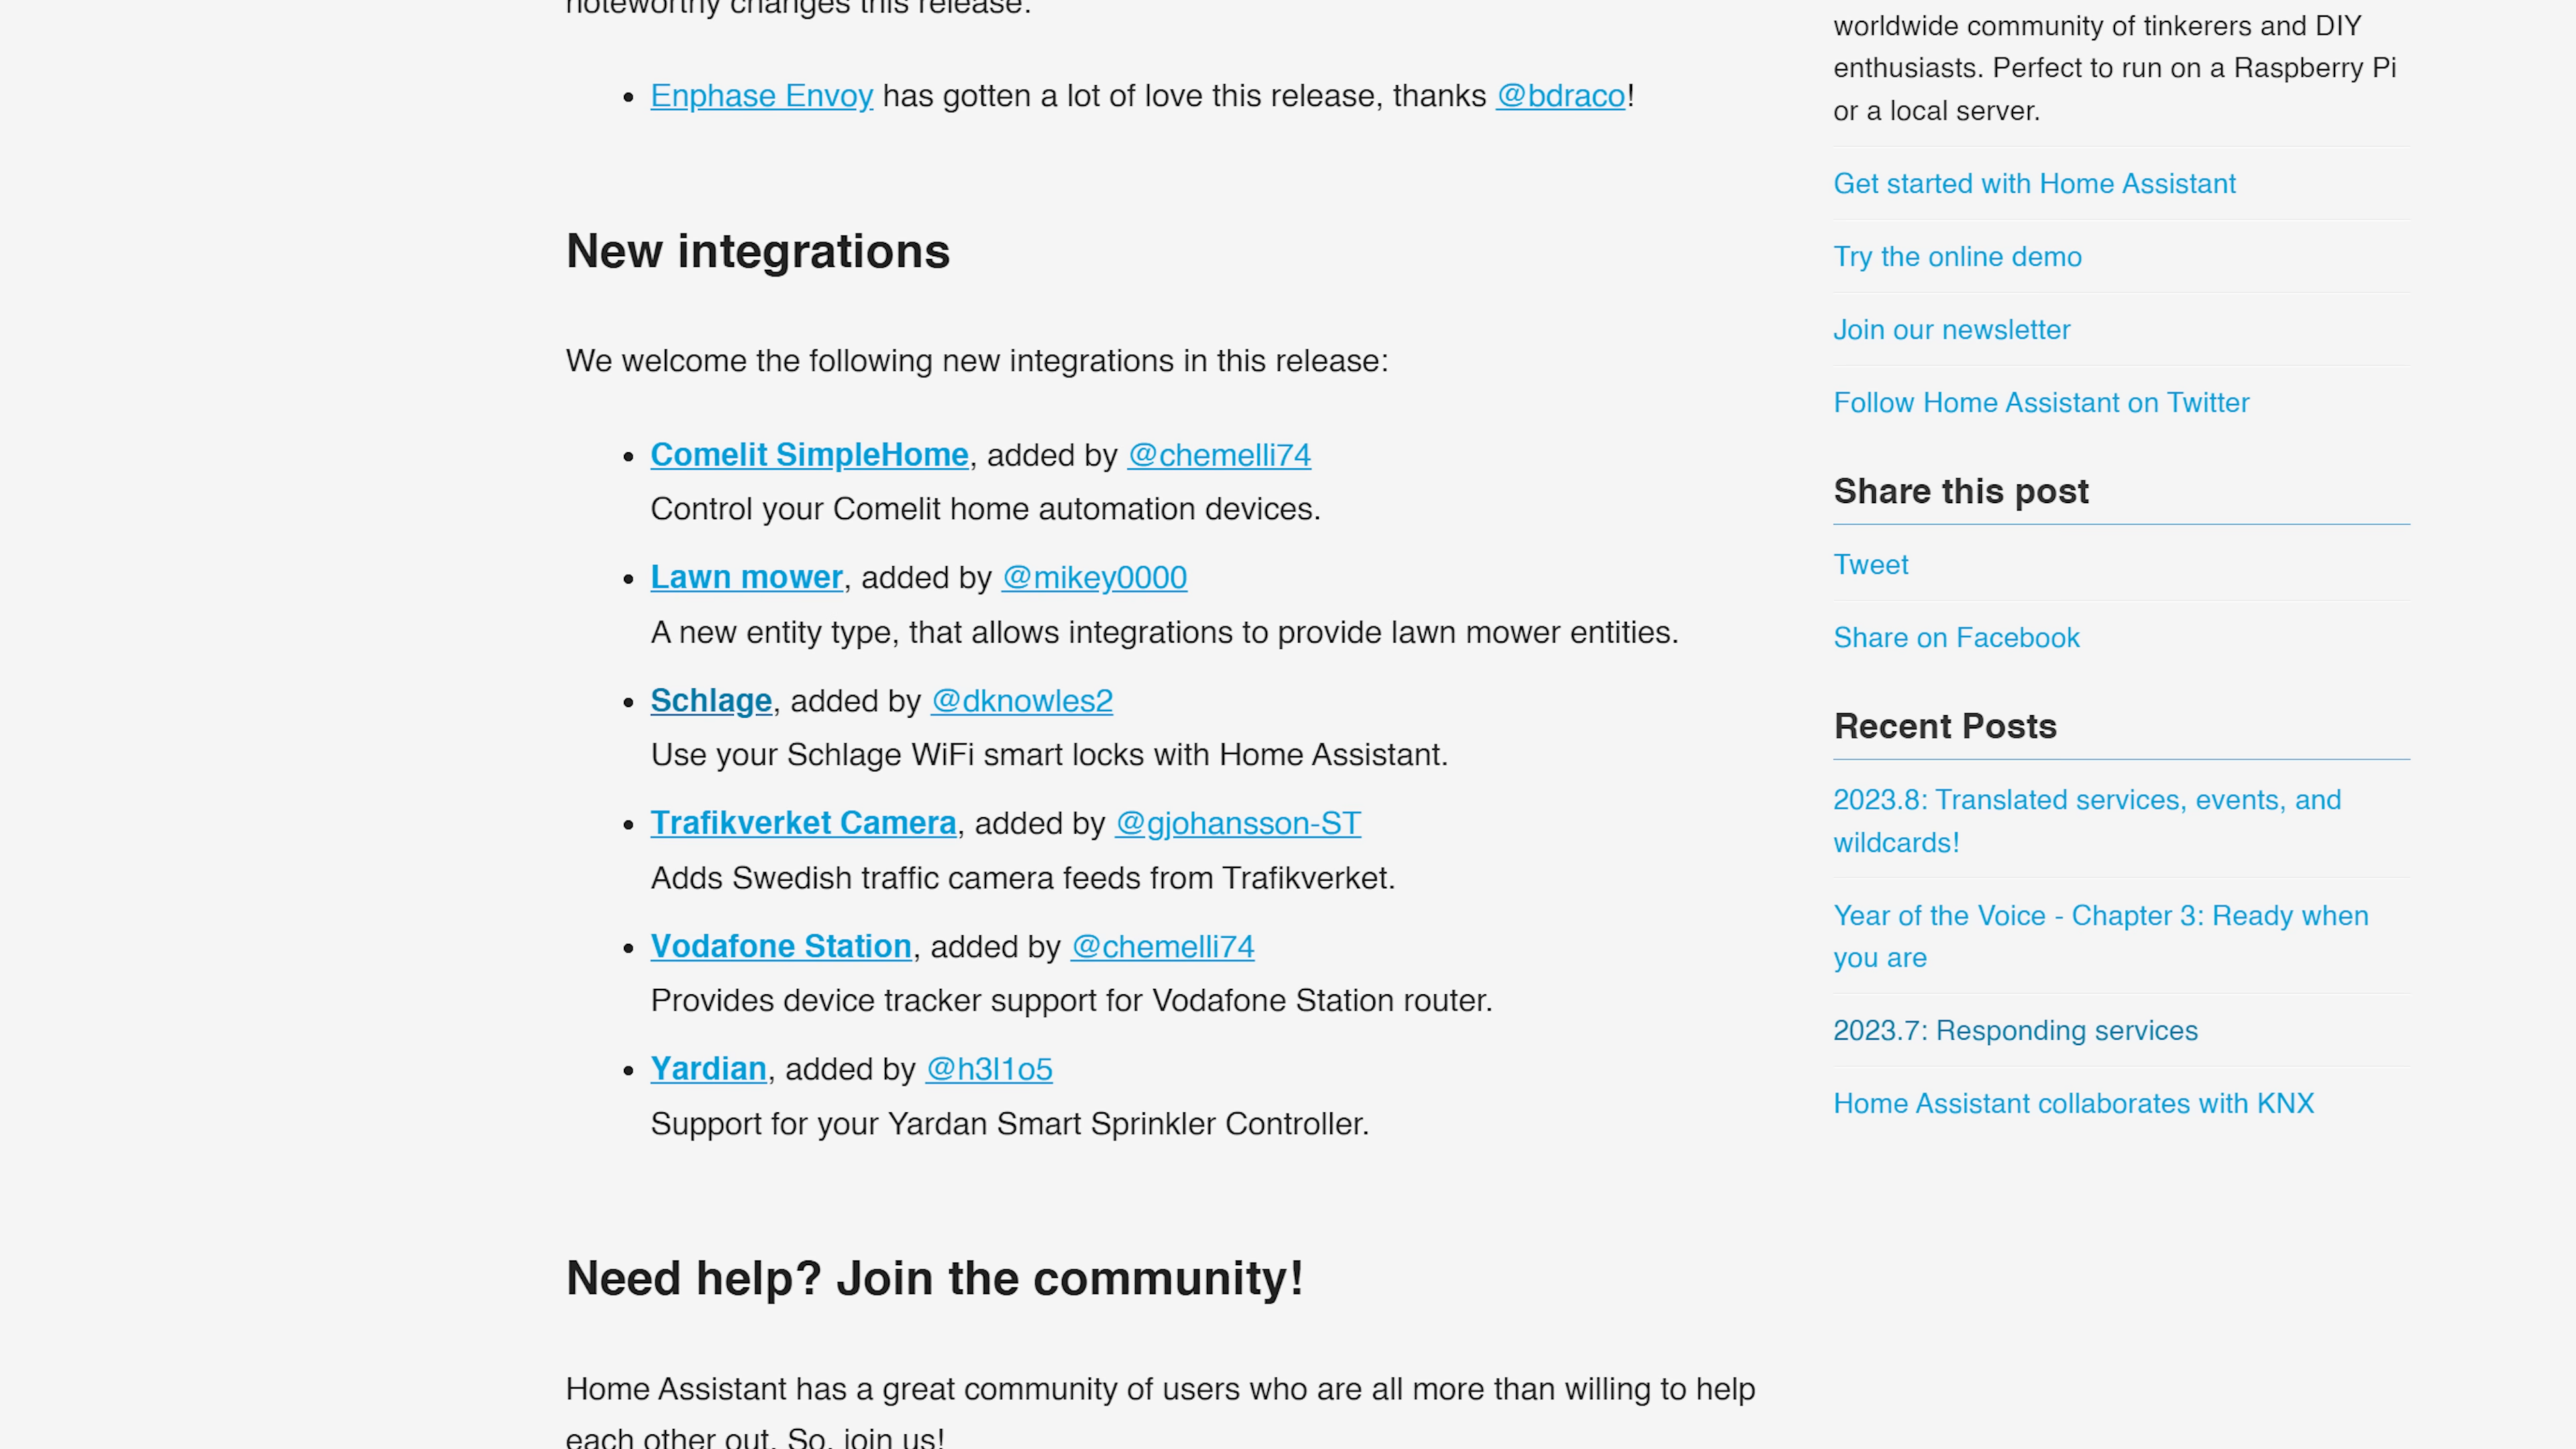 noteworthy changes this release.
Enphase Envoy has gotten a lot of love this release, thanks @bdraco!
New integrations
We welcome the following new integrations in this release:
Comelit SimpleHome, added by @chemelli74
Control your Comelit home automation devices.
Lawn mower, added by @mikey0000
A new entity type, that allows integrations to provide lawn mower entities.
Schlage, added by @dknowles2
Use your Schlage WiFi smart locks with Home Assistant.
Trafikverket Camera, added by @gjohansson-ST
Adds Swedish traffic camera feeds from Trafikverket.
Vodafone Station, added by @chemelli74
Provides device tracker support for Vodafone Station router.
Yardian, added by @h3l1o5
Support for your Yardan Smart Sprinkler Controller.
Need help? Join the community!
Home Assistant has a great community of users who are all more than willing to help
each other out. So, join us!
worldwide community of tinkerers and DIY
enthusiasts. Perfect to run on a Raspberry Pi
or a local server.
Get started with Home Assistant
Try the online demo
Join our newsletter
Follow Home Assistant on Twitter
Share this post
Tweet
Share on Facebook
Recent Posts
2023.8: Translated services, events, and
wildcards!
Year of the Voice - Chapter 3: Ready when
you are
2023.7: Responding services
Home Assistant collaborates with KNX